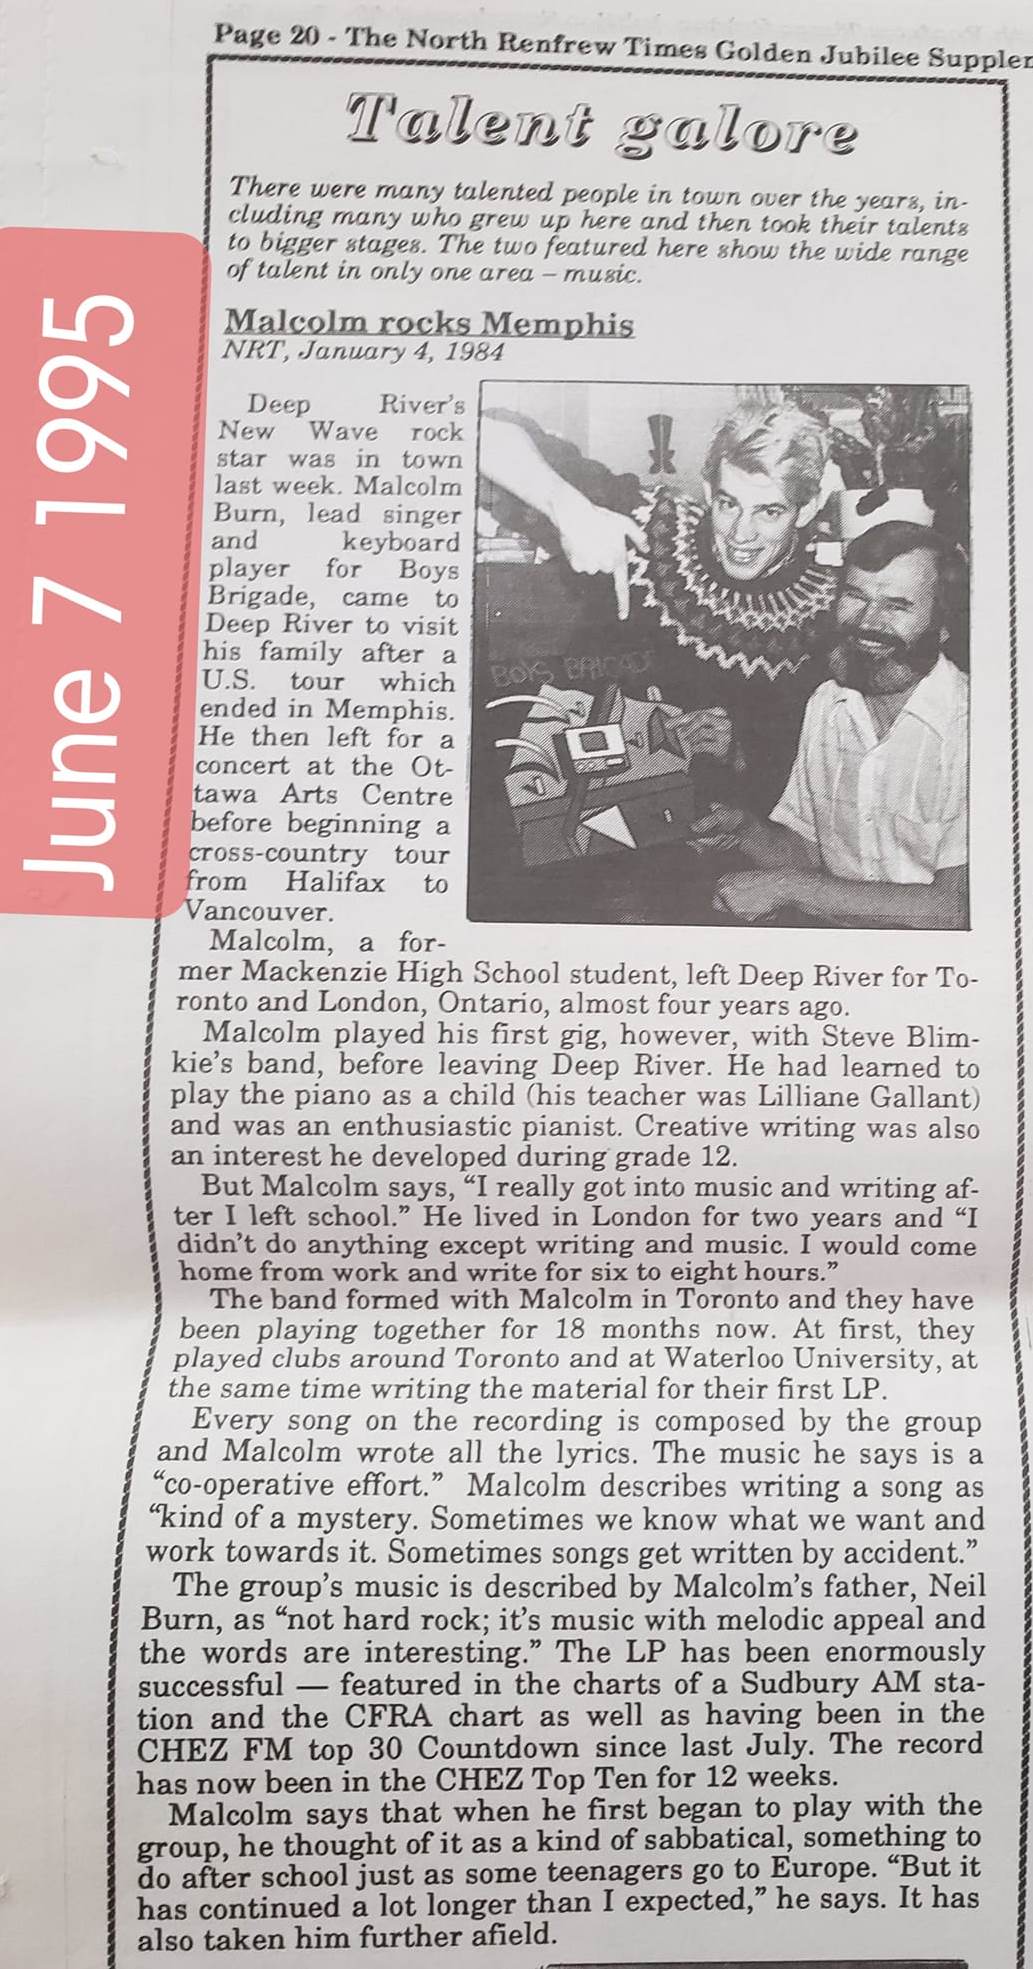 Page 20 - The North Renfrew Times Golden Jubilee Suppler
Talent galore
There were many talented people in town over the years, in-
cluding many who grew up here and then took their talents
to bigger stages. The two featured here show the wide range
of talent in only one area – music.
June 7 1995
Malcolm rocks Memphis
NRT, January 4, 1984
Deep River's
New Wave rock
star was in town
last week. Malcolm
Burn, lead singer
and keyboard
player for Boys
Brigade, came to
Deep River to visit
his family after a
U.S. tour which
ended in Memphis.
He then left for a
concert at the Ot-
tawa Arts Centre
before beginning a
cross-country tour
from Halifax to
Vancouver.
BOYS BRIGADE
Malcolm, a for-
mer Mackenzie High School student, left Deep River for To-
ronto and London, Ontario, almost four years ago.
Malcolm played his first gig, however, with Steve Blim-
kie's band, before leaving Deep River. He had learned to
play the piano as a child (his teacher was Lilliane Gallant)
and was an enthusiastic pianist. Creative writing was also
an interest he developed during grade 12.
But Malcolm says, “I really got into music and writing af-
ter I left school.” He lived in London for two years and “I
didn't do anything except writing and music. I would come
home from work and write for six to eight hours.”
The band formed with Malcolm in Toronto and they have
been playing together for 18 months now. At first, they
played clubs around Toronto and at Waterloo University, at
the same time writing the material for their first LP.
Every song on the recording is composed by the group
and Malcolm wrote all the lyrics. The music he says is a
“co-operative effort.” Malcolm describes writing a song as
“kind of a mystery. Sometimes we know what we want and
work towards it. Sometimes songs get written by accident.”
The group's music is described by Malcolm's father, Neil
Burn, as “not hard rock; it's music with melodic appeal and
the words are interesting.” The LP has been enormously
successful — featured in the charts of a Sudbury AM sta-
tion and the CFRA chart as well as having been in the
CHEZ FM top 30 Countdown since last July. The record
has now been in the CHEZ Top Ten for 12 weeks.
Malcolm says that when he first began to play with the
group, he thought of it as a kind of sabbatical, something to
do after school just as some teenagers go to Europe. “But it
has continued a lot longer than I expected,” he says. It has
also taken him further afield.